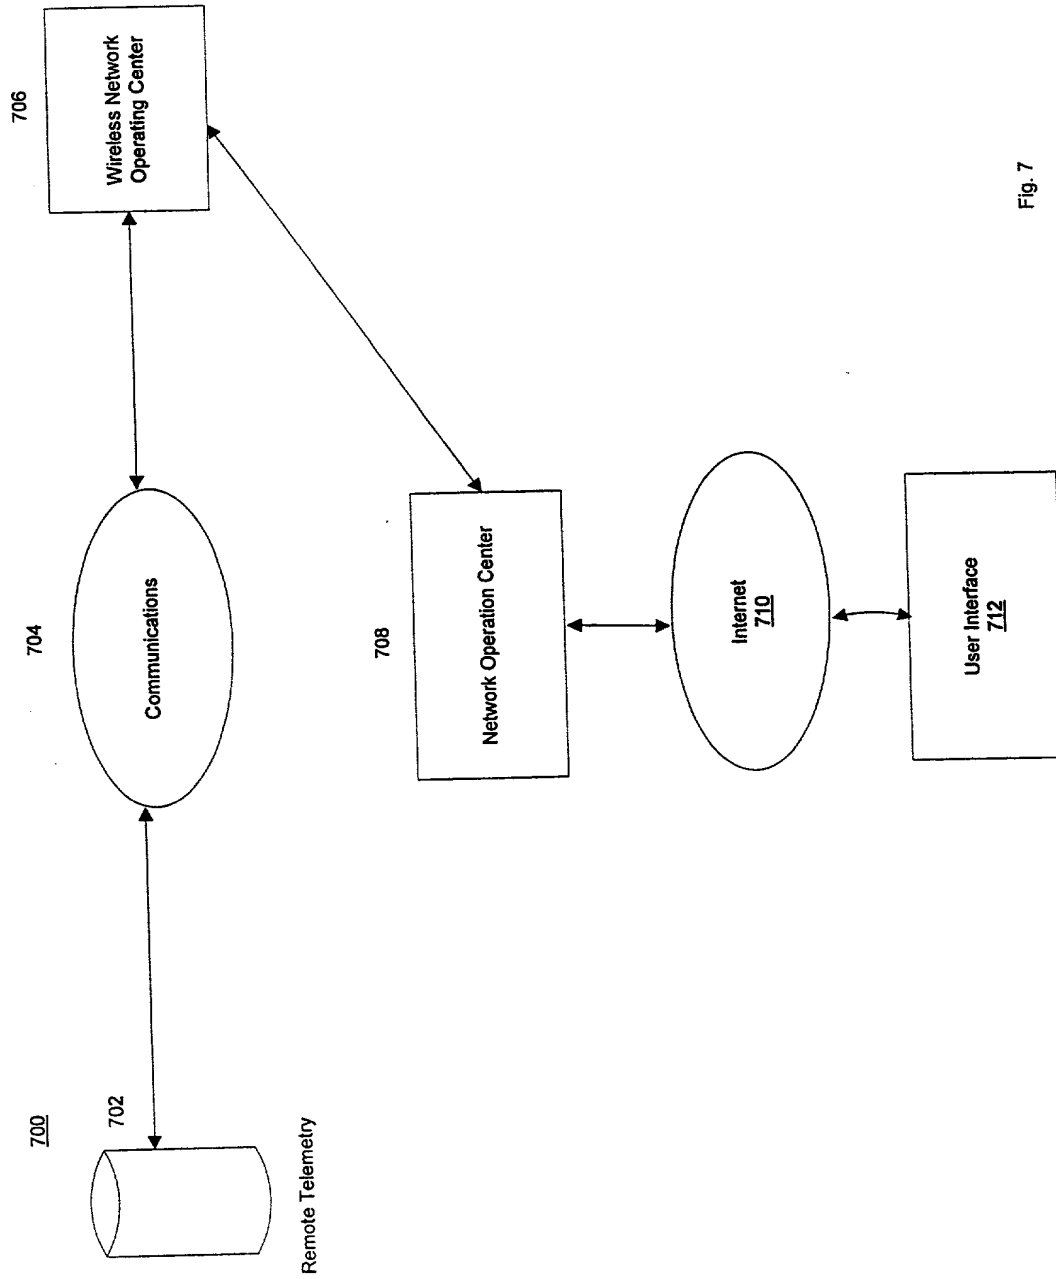 700
702
Remote Telemetry
704
Communications
706
Wireless Network
Operating Center
708
Network Operation Center
Internet
710
User Interface
712
Fig. 7